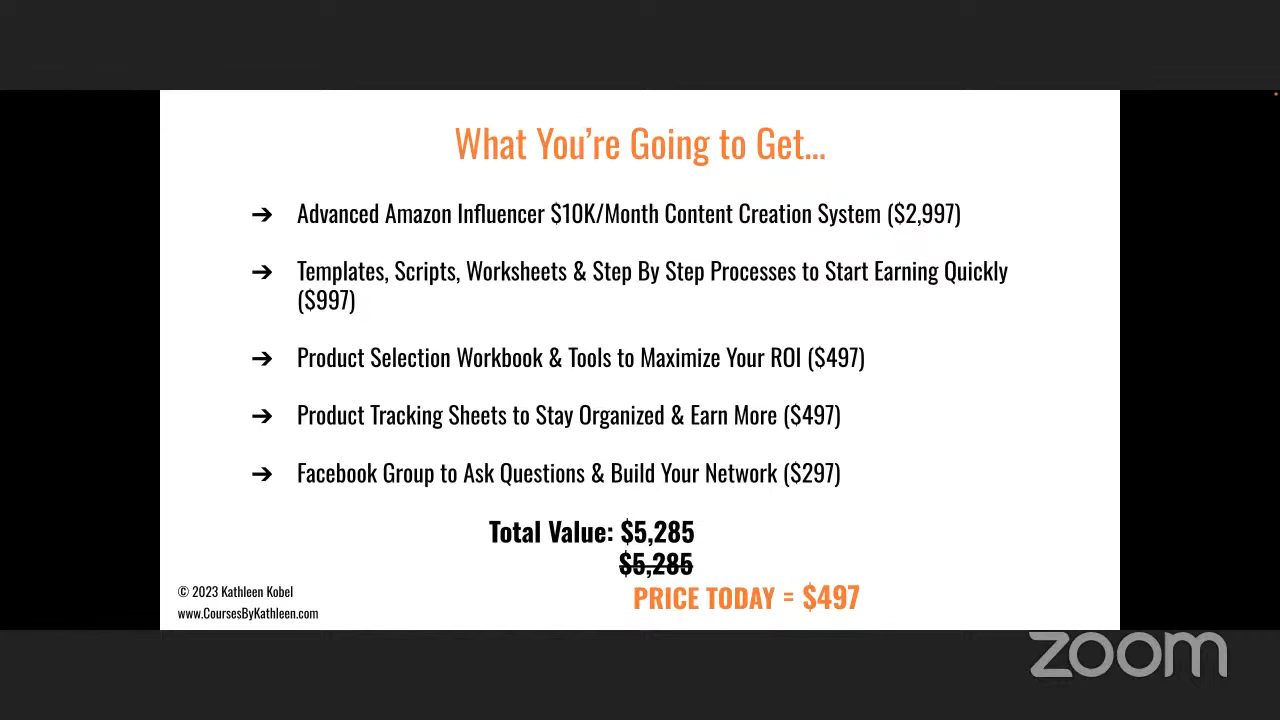 What You’re Going to Get...
➔ Advanced Amazon Influencer $10K/Month Content Creation System ($2,997)
➔ Templates, Scripts, Worksheets & Step By Step Processes to Start Earning Quickly
($997)
➔ Product Selection Workbook & Tools to Maximize Your ROI ($497)
➔ Product Tracking Sheets to Stay Organized & Earn More ($497)
➔ Facebook Group to Ask Questions & Build Your Network ($297)
Total Value: $5,285
$5,285
PRICE TODAY = $497
© 2023 Kathleen Kobel
www.CoursesByKathleen.com
zoom